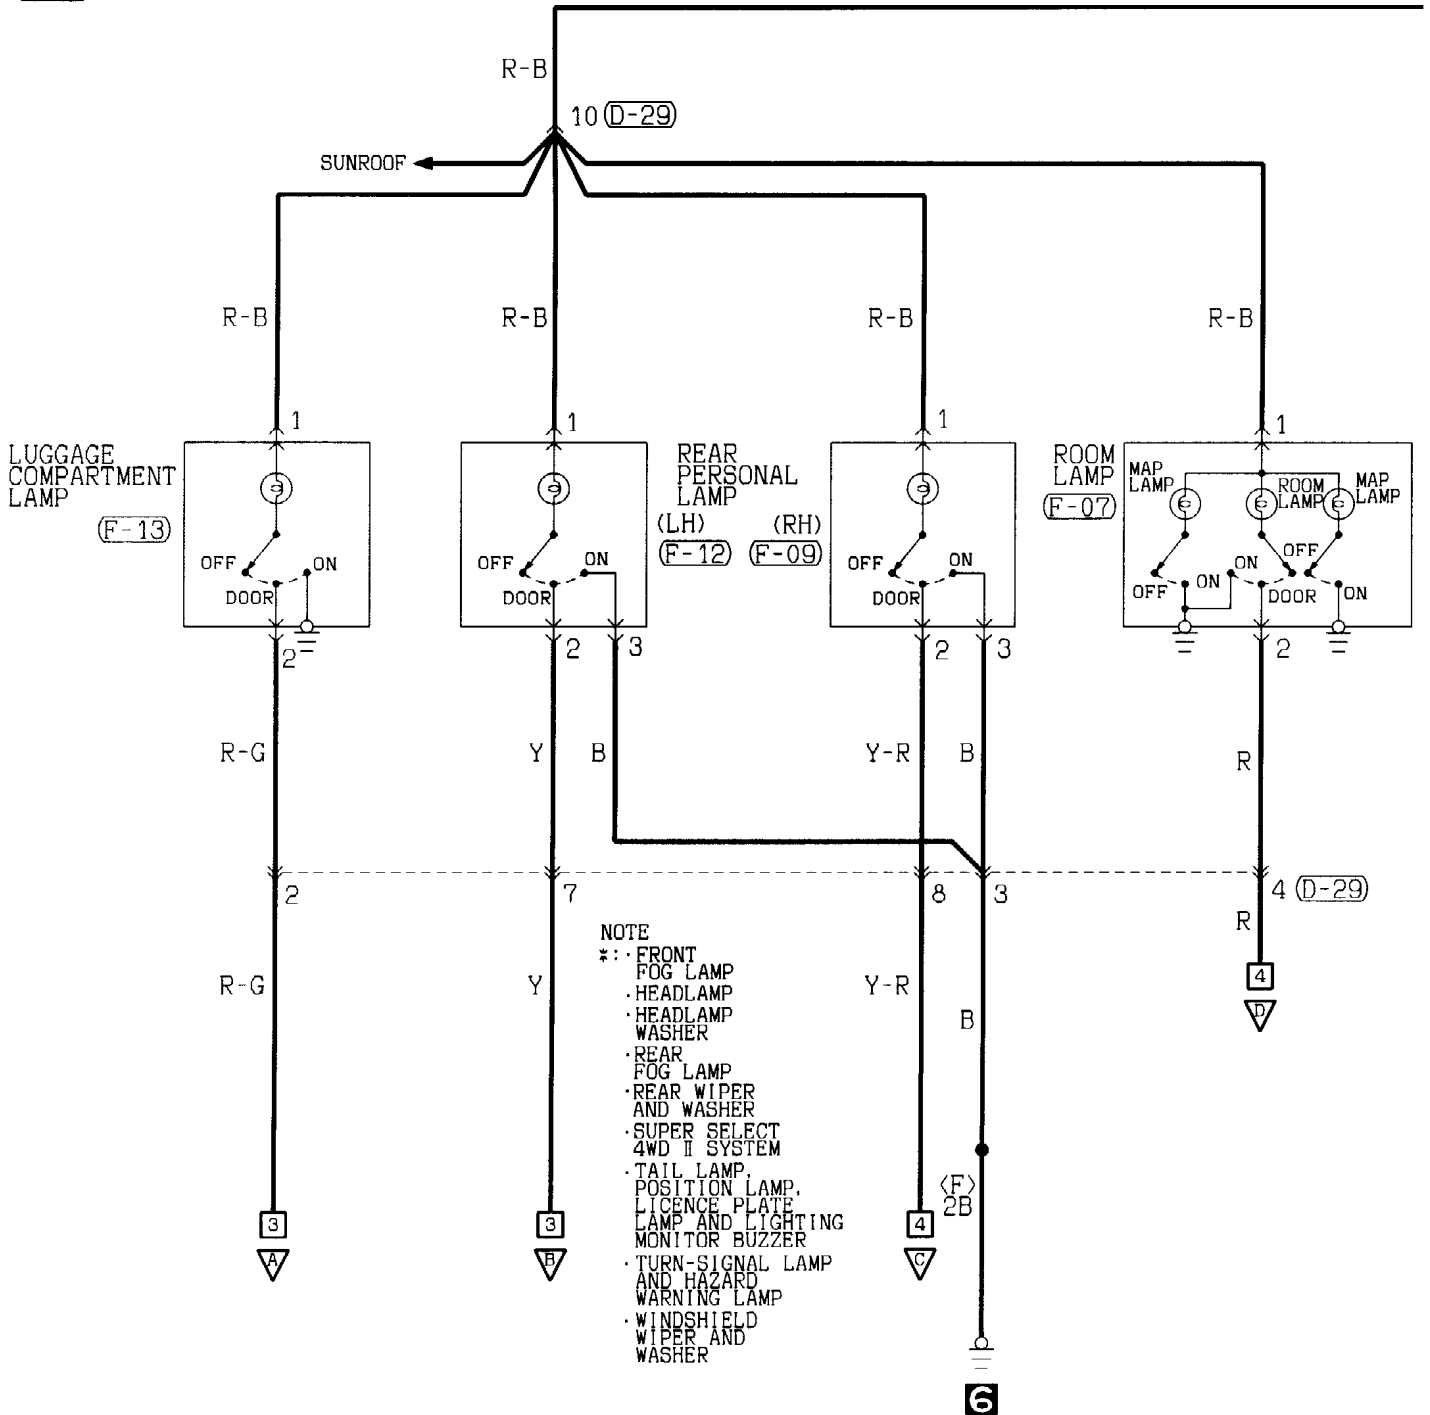 R-B
10 D-29
SUNROOF
R-B
R-B
R-B
R-B
1
1
1
1
LUGGAGE
COMPARTMENT
LAMP
F-13
OFF
ON
DOOR
2
OFF
ON
DOOR
2
3
REAR
PERSONAL
LAMP
(LH)
F-12
(RH)
F-09
OFF
ON
DOOR
2
3
ROOM
LAMP
F-07
MAP
LAMP
ROOM
LAMP
MAP
LAMP
OFF
ON
ON
OFF
DOOR
ON
2
R-G
Y
B
Y-R
B
R
2
7
8
3
4 D-29
R
R-G
Y
Y-R
B
4
D
NOTE
*: ·FRONT
FOG LAMP
·HEADLAMP
·HEADLAMP
WASHER
·REAR
FOG LAMP
·REAR WIPER
AND WASHER
·SUPER SELECT
4WD Ⅱ SYSTEM
·TAIL LAMP,
POSITION LAMP,
LICENCE PLATE
LAMP AND LIGHTING
MONITOR BUZZER
·TURN-SIGNAL LAMP
AND HAZARD
WARNING LAMP
·WINDSHIELD
WIPER AND
WASHER
3
A
3
B
4
C
〈F〉
2B
6